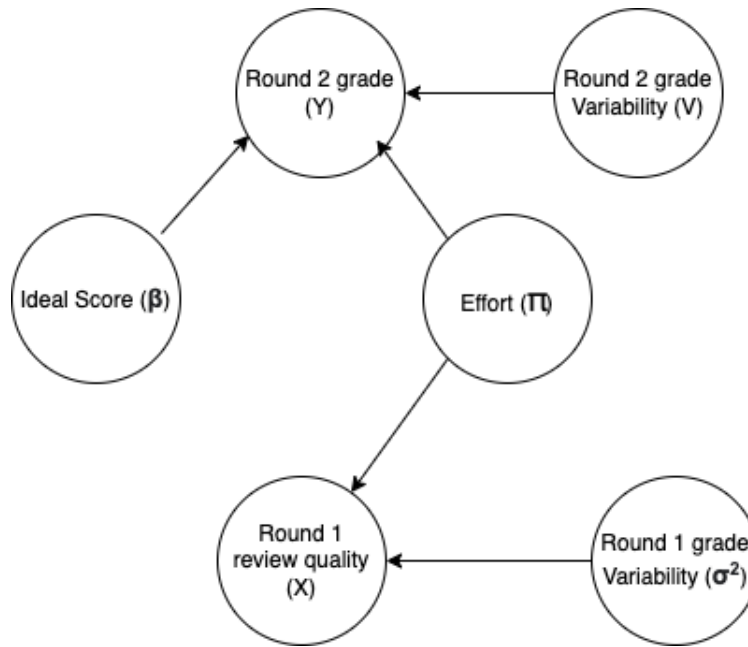 Round 2 grade
(Y)
Round 2 grade
Variability (V)
Ideal Score (β)
Effort (π)
Round 1
review quality
(X)
Round 1 grade
Variability (σ²)